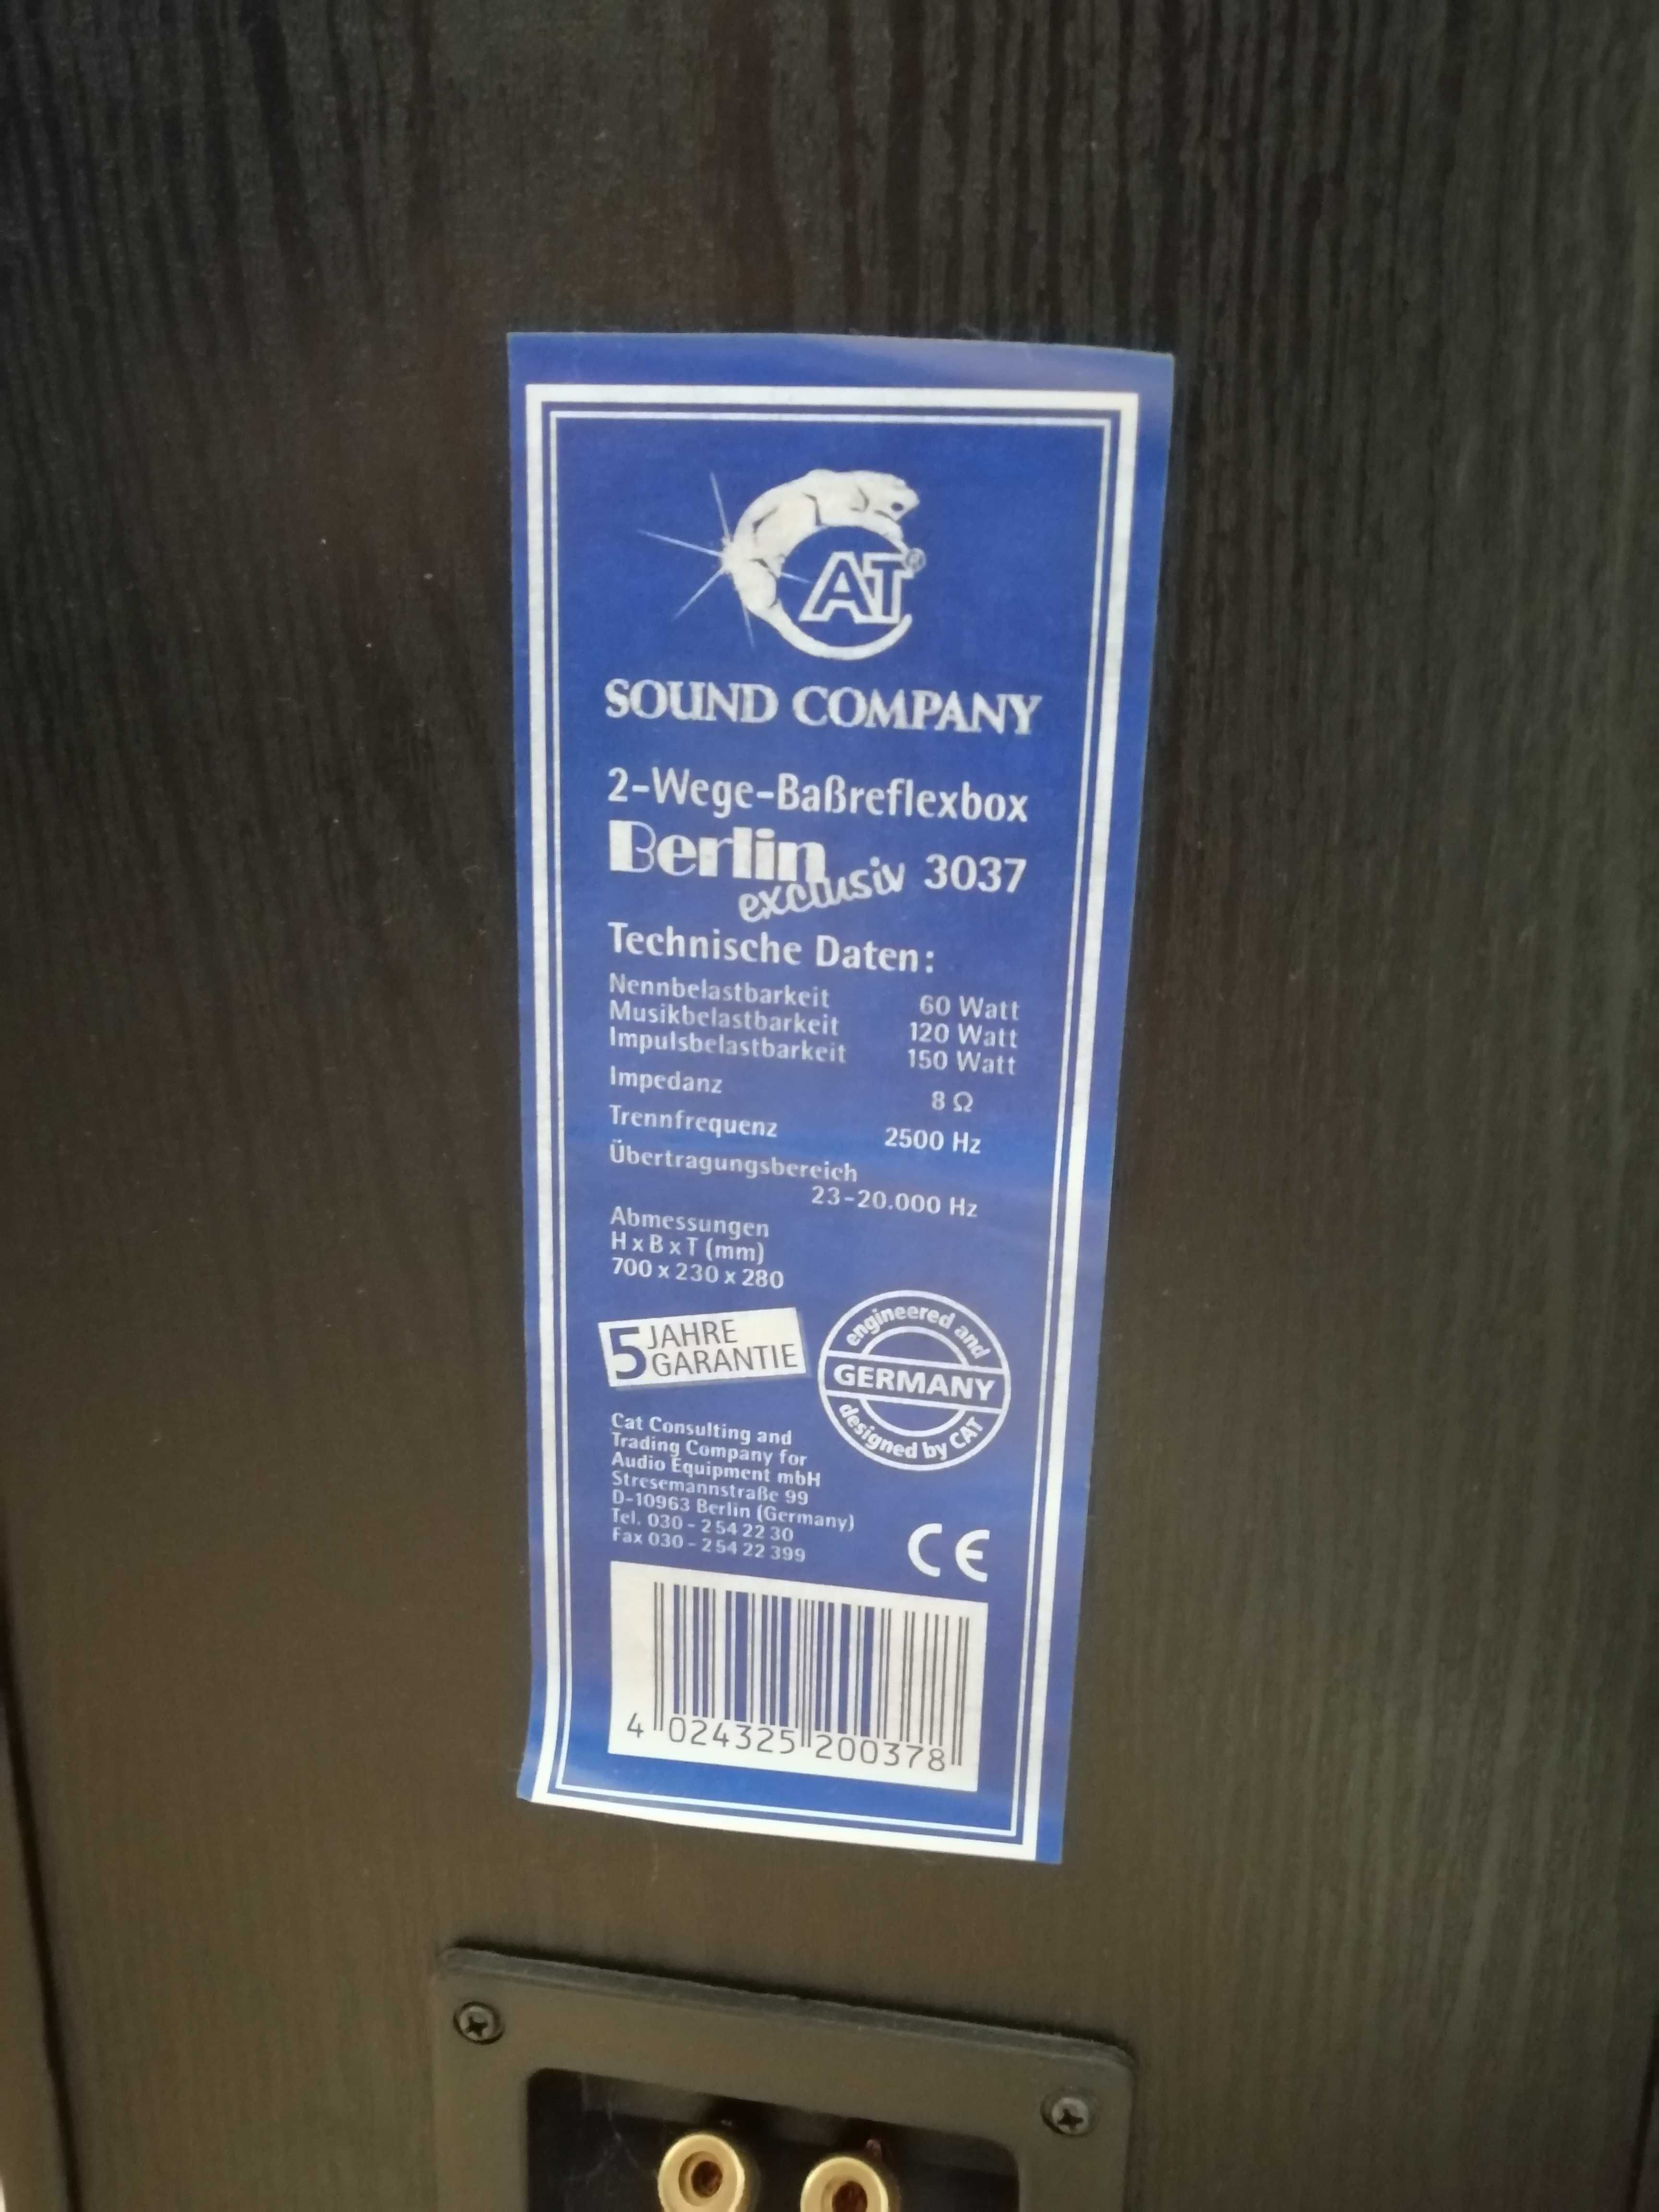 CAT®
SOUND COMPANY
2-Wege-Baßreflexbox
Berlin exclusiv 3037
Technische Daten:
Nennbelastbarkeit 60 Watt
Musikbelastbarkeit 120 Watt
Impulsbelastbarkeit 150 Watt
Impedanz 8 Ω
Trennfrequenz 2500 Hz
Übertragungsbereich
23-20.000 Hz
Abmessungen
H x B x T (mm)
700 x 230 x 280
5 JAHRE
GARANTIE
engineered and
GERMANY
designed by CAT
Cat Consulting and
Trading Company for
Audio Equipment mbH
Stresemannstraße 99
D-10963 Berlin (Germany)
Tel. 030 - 2 54 22 30
Fax 030 - 2 54 22 399
CE
4 024325 200378